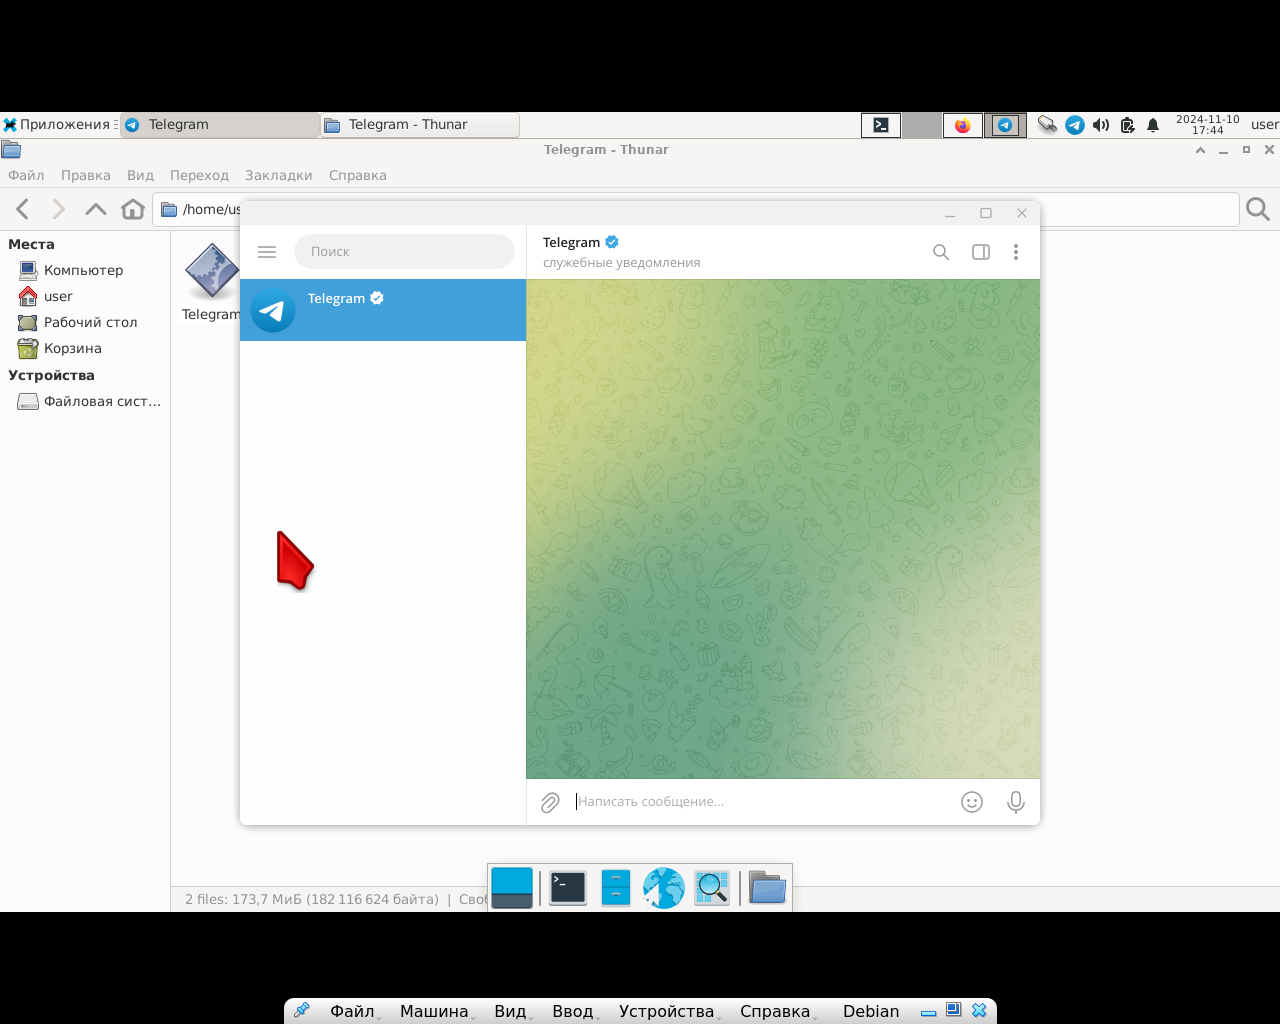 Приложения
Telegram
Telegram - Thunar
2024-11-10
17:44
user
Telegram - Thunar
Файл Правка Вид Переход Закладки Справка
/home/us
Места
Компьютер
user
Рабочий стол
Корзина
Устройства
Файловая сист...
Telegram
Поиск
Telegram
Telegram
служебные уведомления
Написать сообщение...
2 files: 173,7 МиБ (182 116 624 байта) | Своб
Файл Машина Вид Ввод Устройства Справка Debian